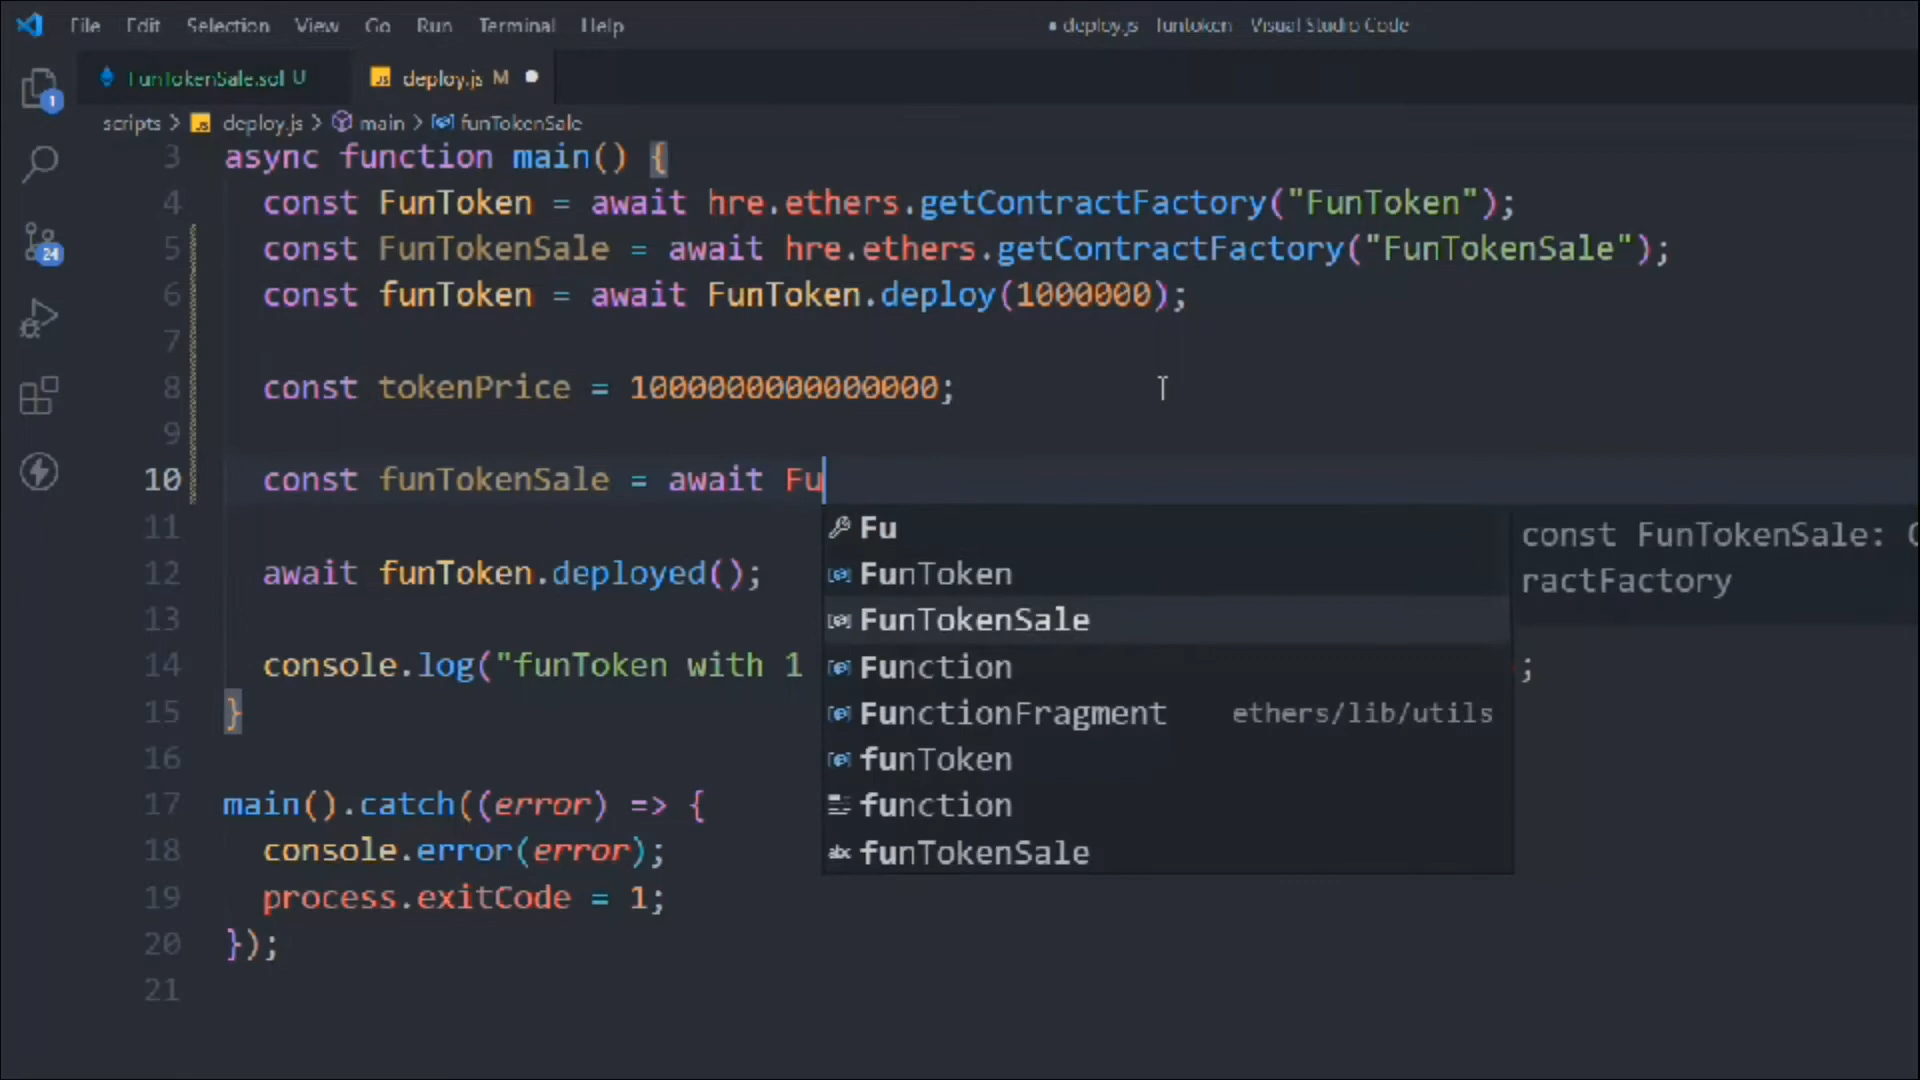 File Edit Selection View Go Run Terminal Help
● deploy.js funtoken Visual Studio Code
FunTokenSale.sol U
deploy.js M
scripts > deploy.js > main > funTokenSale
3 async function main() {
4 const FunToken = await hre.ethers.getContractFactory("FunToken");
5 const FunTokenSale = await hre.ethers.getContractFactory("FunTokenSale");
6 const funToken = await FunToken.deploy(1000000);
7
8 const tokenPrice = 1000000000000000;
9
10 const funTokenSale = await Fu
11
12 await funToken.deployed();
13
14 console.log("funToken with 1
;
15 }
16
17 main().catch((error) => {
18 console.error(error);
19 process.exitCode = 1;
20 });
21
Fu
FunToken
FunTokenSale
Function
FunctionFragment ethers/lib/utils
funToken
function
abc funTokenSale
const FunTokenSale: C
ractFactory
1
24